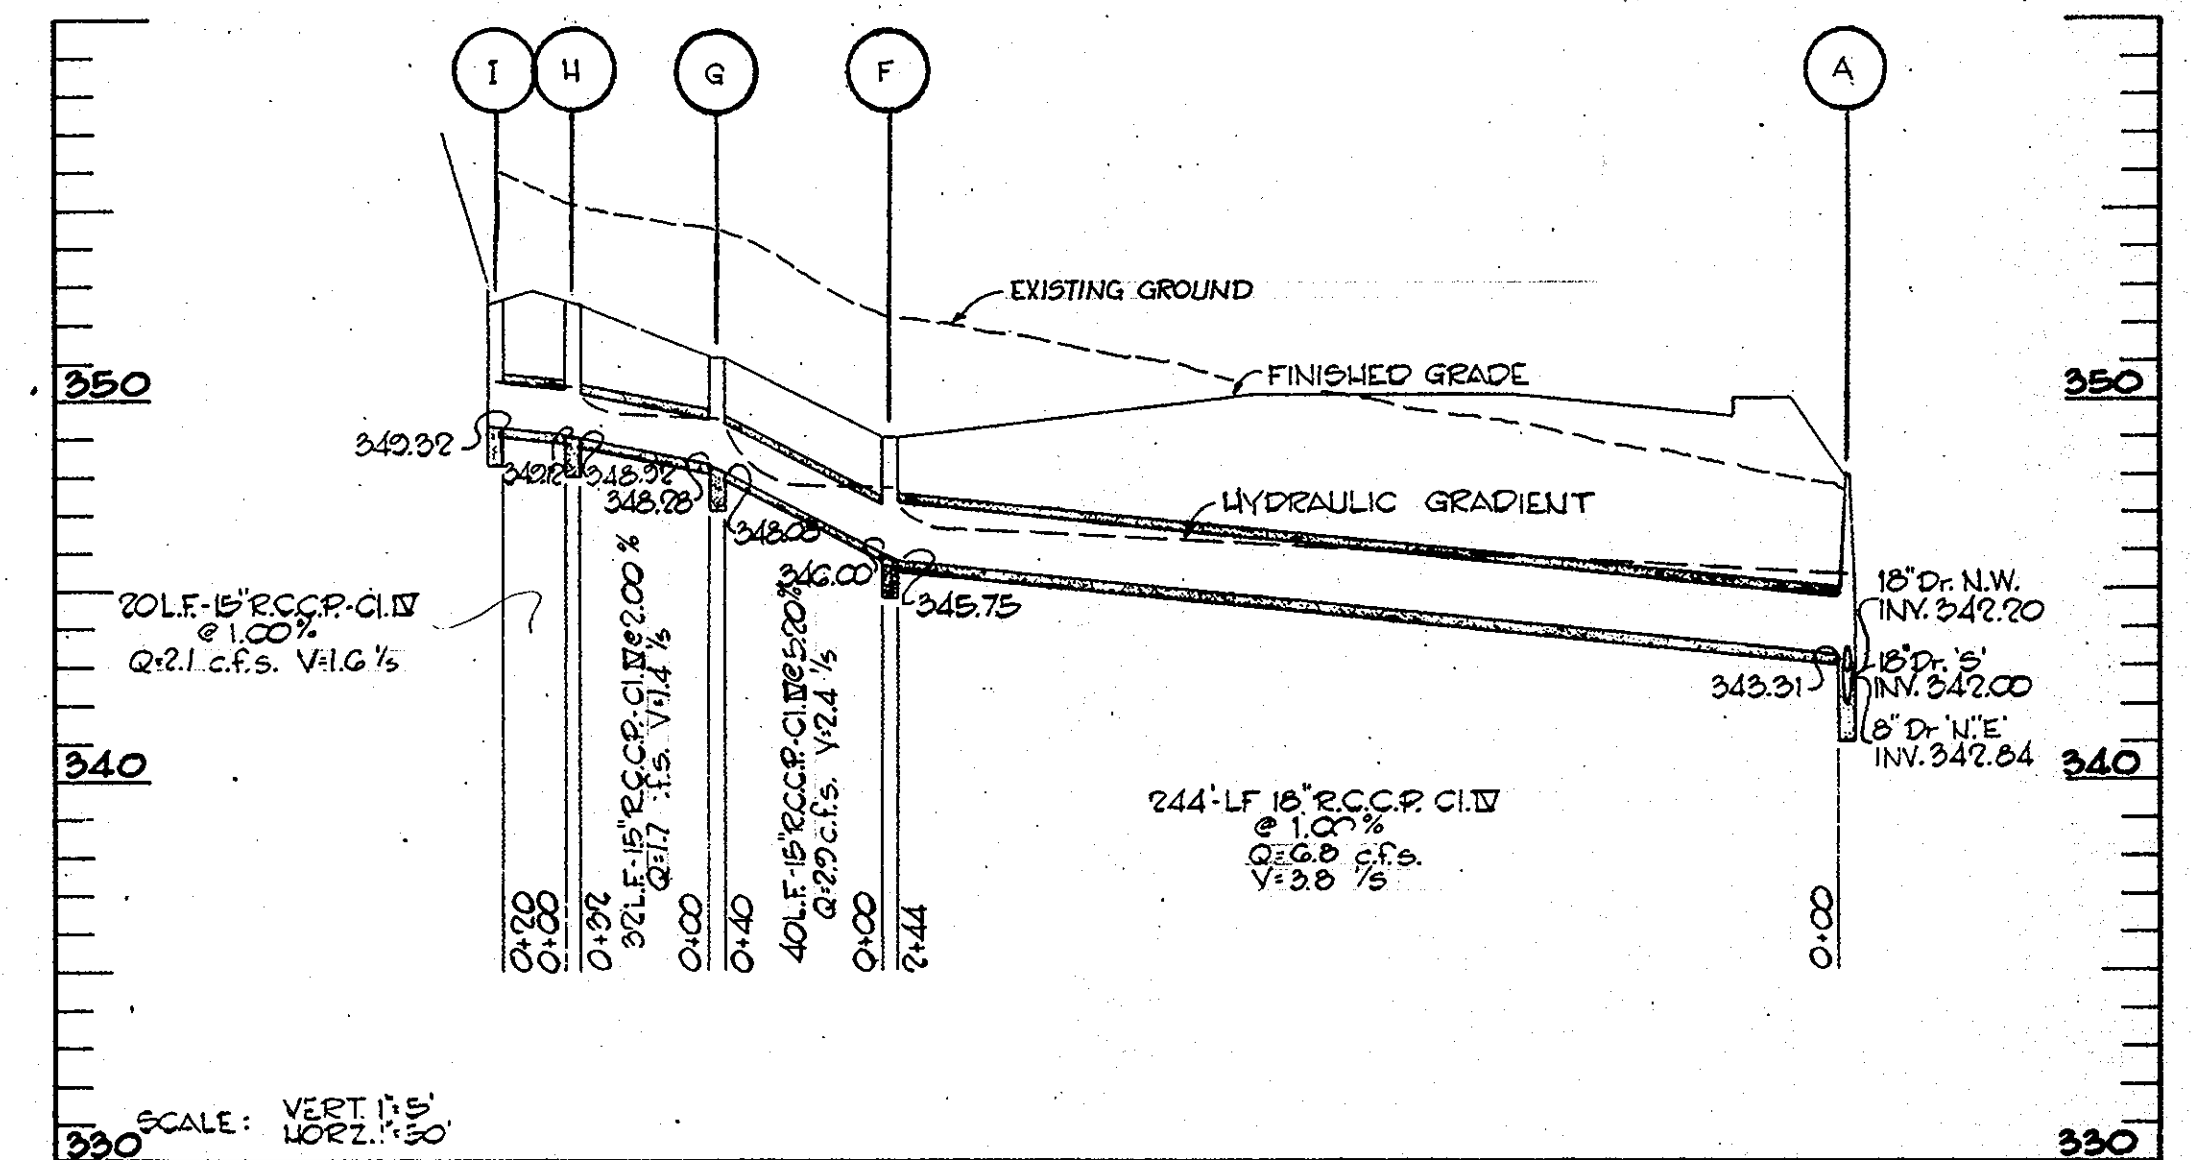 I
H
G
F
A
EXISTING GROUND
FINISHED GRADE
350
350
349.32
349.12
348.92
348.28
348.08
HYDRAULIC GRADIENT
346.00
345.75
20 L.F.-15" R.C.C.P.-Cl.IV
@ 1.00%
Q=2.1 c.f.s. V=1.6 '/s
32 L.F.-15" R.C.C.P.-Cl.IV @ 2.00 %
Q=1.7 .f.s. V=1.4 '/s
40 L.F.-15" R.C.C.P.-Cl.IV @ 5.20%
Q=2.9 c.f.s. V=2.4 '/s
18" Dr. N.W.
INV. 342.20
18" Dr. 'S'
INV. 342.00
343.31
8" Dr 'N.'E'
INV. 342.84
340
340
244'-LF 18" R.C.C.P. Cl.IV
@ 1.00 %
Q=6.8 c.f.s.
V=3.8 '/s
0+20
0+00
0+32
0+00
0+40
0+00
2+44
0+00
SCALE: VERT. 1"=5'
HORZ. 1"=50'
330
330